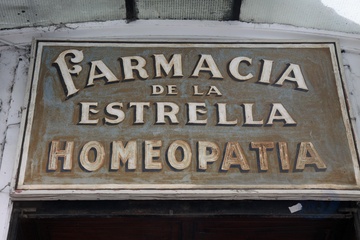 FARMACIA
DE LA
ESTRELLA
HOMEOPATIA